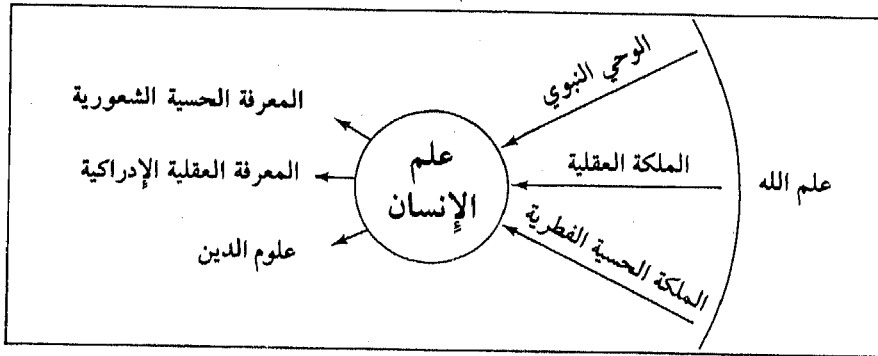 الوحي النبوي
المعرفة الحسية الشعورية
علم
الإنسان
الملكة العقلية
المعرفة العقلية الإدراكية
علم الله
الملكة الحسية الفطرية
علوم الدين